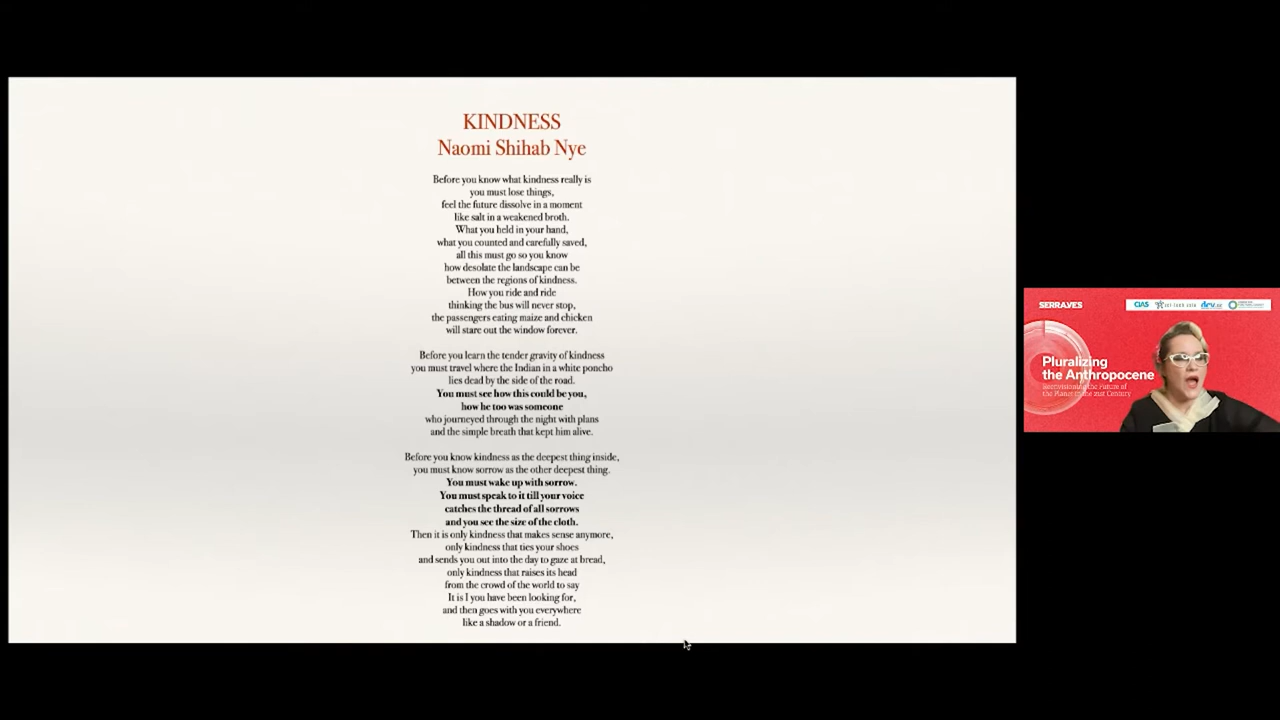 KINDNESS
Naomi Shihab Nye
Before you know what kindness really is
you must lose things,
feel the future dissolve in a moment
like salt in a weakened broth.
What you held in your hand,
what you counted and carefully saved,
all this must go so you know
how desolate the landscape can be
between the regions of kindness.
How you ride and ride
thinking the bus will never stop,
the passengers eating maize and chicken
will stare out the window forever.
Before you learn the tender gravity of kindness
you must travel where the Indian in a white poncho
lies dead by the side of the road.
You must see how this could be you,
how he too was someone
who journeyed through the night with plans
and the simple breath that kept him alive.
Before you know kindness as the deepest thing inside,
you must know sorrow as the other deepest thing.
You must wake up with sorrow.
You must speak to it till your voice
catches the thread of all sorrows
and you see the size of the cloth.
Then it is only kindness that makes sense anymore,
only kindness that ties your shoes
and sends you out into the day to gaze at bread,
only kindness that raises its head
from the crowd of the world to say
It is I you have been looking for,
and then goes with you everywhere
like a shadow or a friend.
SERRALVES
CIAS
Pluralizing
the Anthropocene
Reenvisioning the Future of
the Planet in the 21st Century